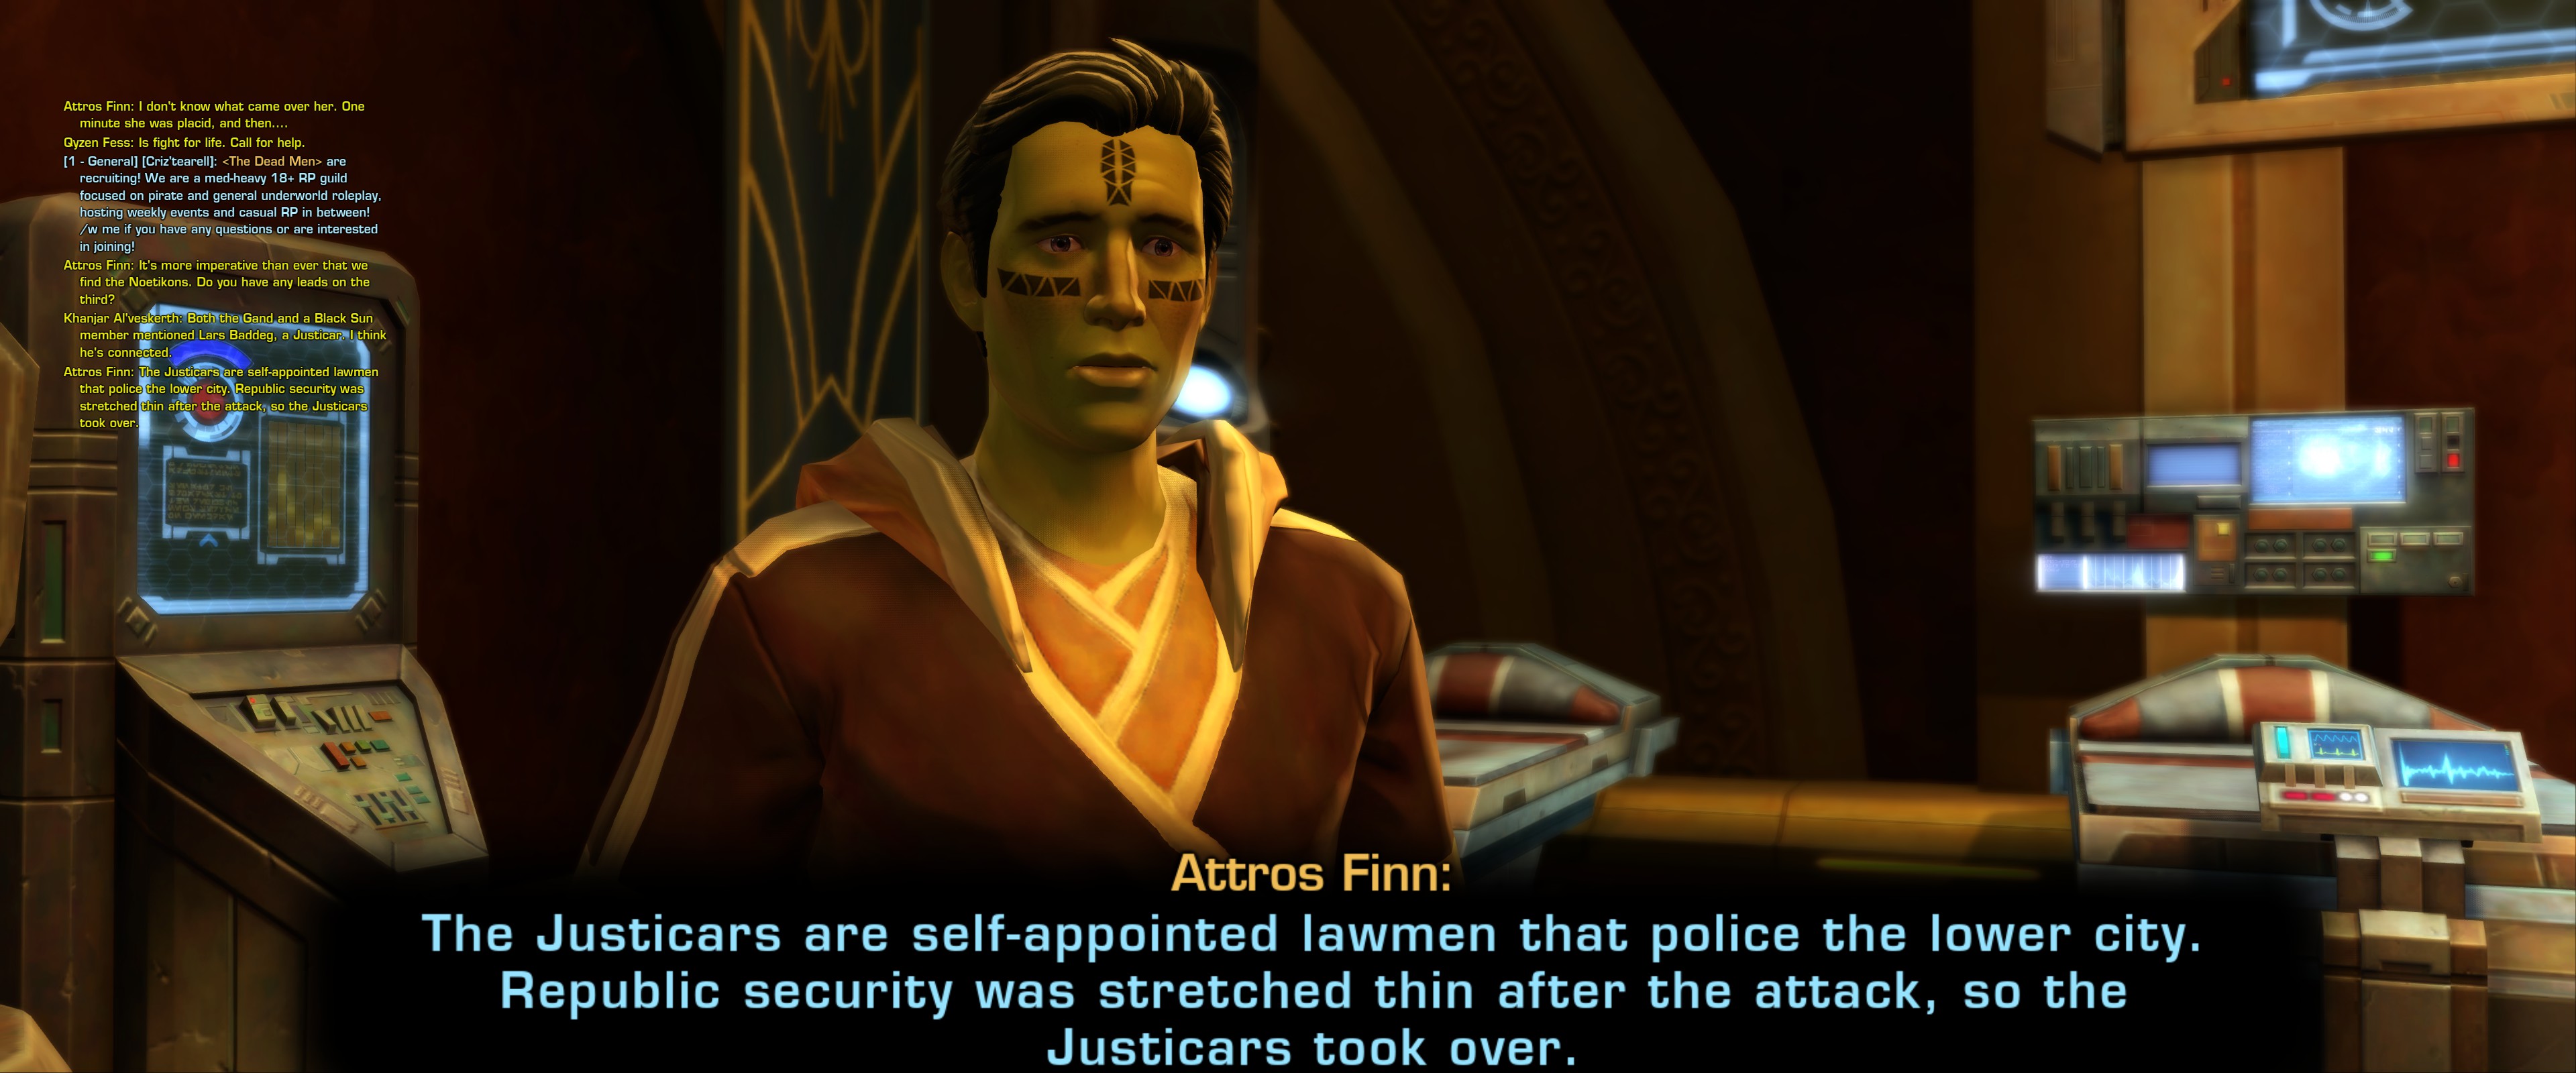 Attros Finn: I don't know what came over her. One
minute she was placid, and then....
Qyzen Fess: Is fight for life. Call for help.
[1 - General] [Criz'tearell]: <The Dead Men> are
recruiting! We are a med-heavy 18+ RP guild
focused on pirate and general underworld roleplay,
hosting weekly events and casual RP in between!
/w me if you have any questions or are interested
in joining!
Attros Finn: It's more imperative than ever that we
find the Noetikons. Do you have any leads on the
third?
Khanjar Al'veskerth: Both the Gand and a Black Sun
member mentioned Lars Baddeg, a Justicar. I think
he's connected.
Attros Finn: The Justicars are self-appointed lawmen
that police the lower city. Republic security was
stretched thin after the attack, so the Justicars
took over.
Attros Finn:
The Justicars are self-appointed lawmen that police the lower city.
Republic security was stretched thin after the attack, so the
Justicars took over.